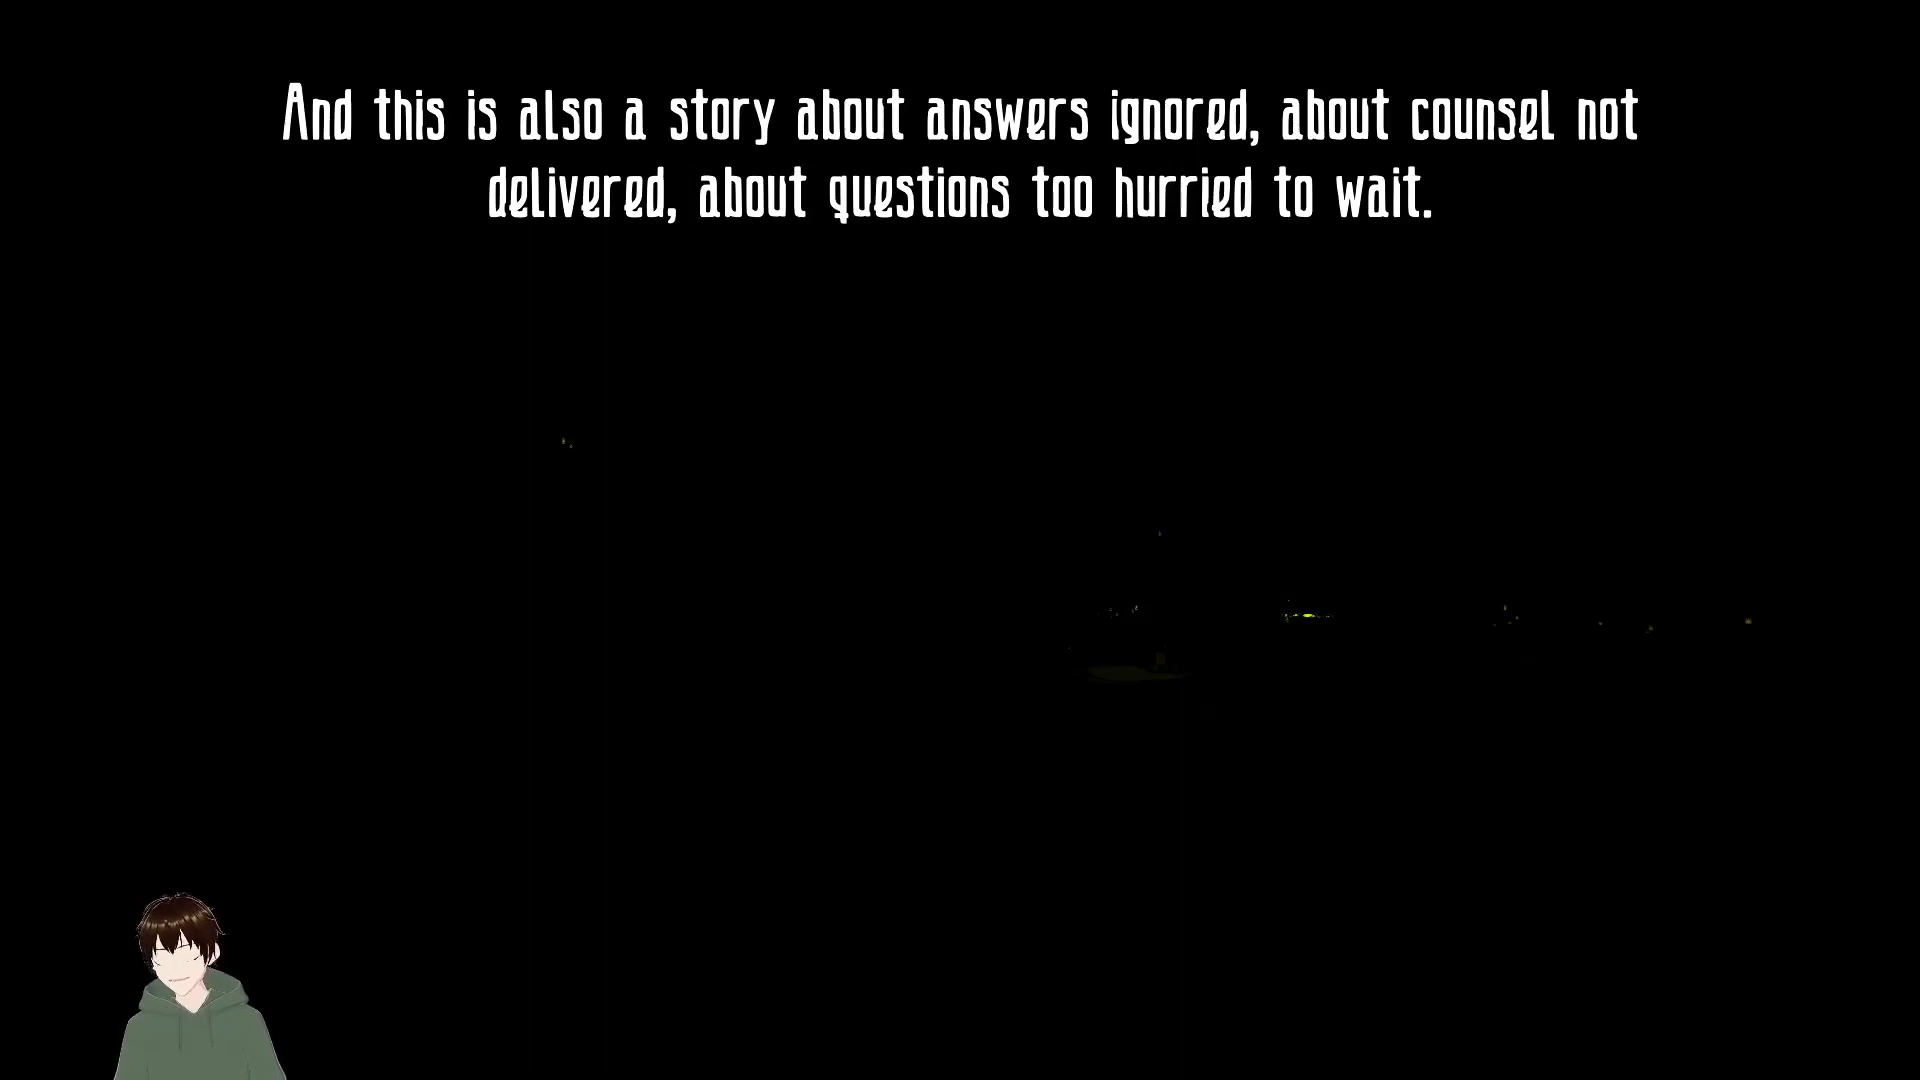 And this is also a story about answers ignored, about counsel not
delivered, about questions too hurried to wait.